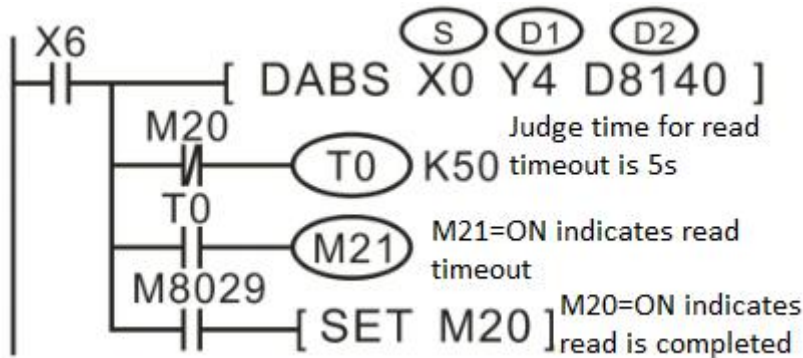 X6
S D1 D2
[ DABS X0 Y4 D8140 ]
M20
T0 K50
Judge time for read
timeout is 5s
T0
M21
M21=ON indicates read
timeout
M8029
[ SET M20 ]
M20=ON indicates
read is completed